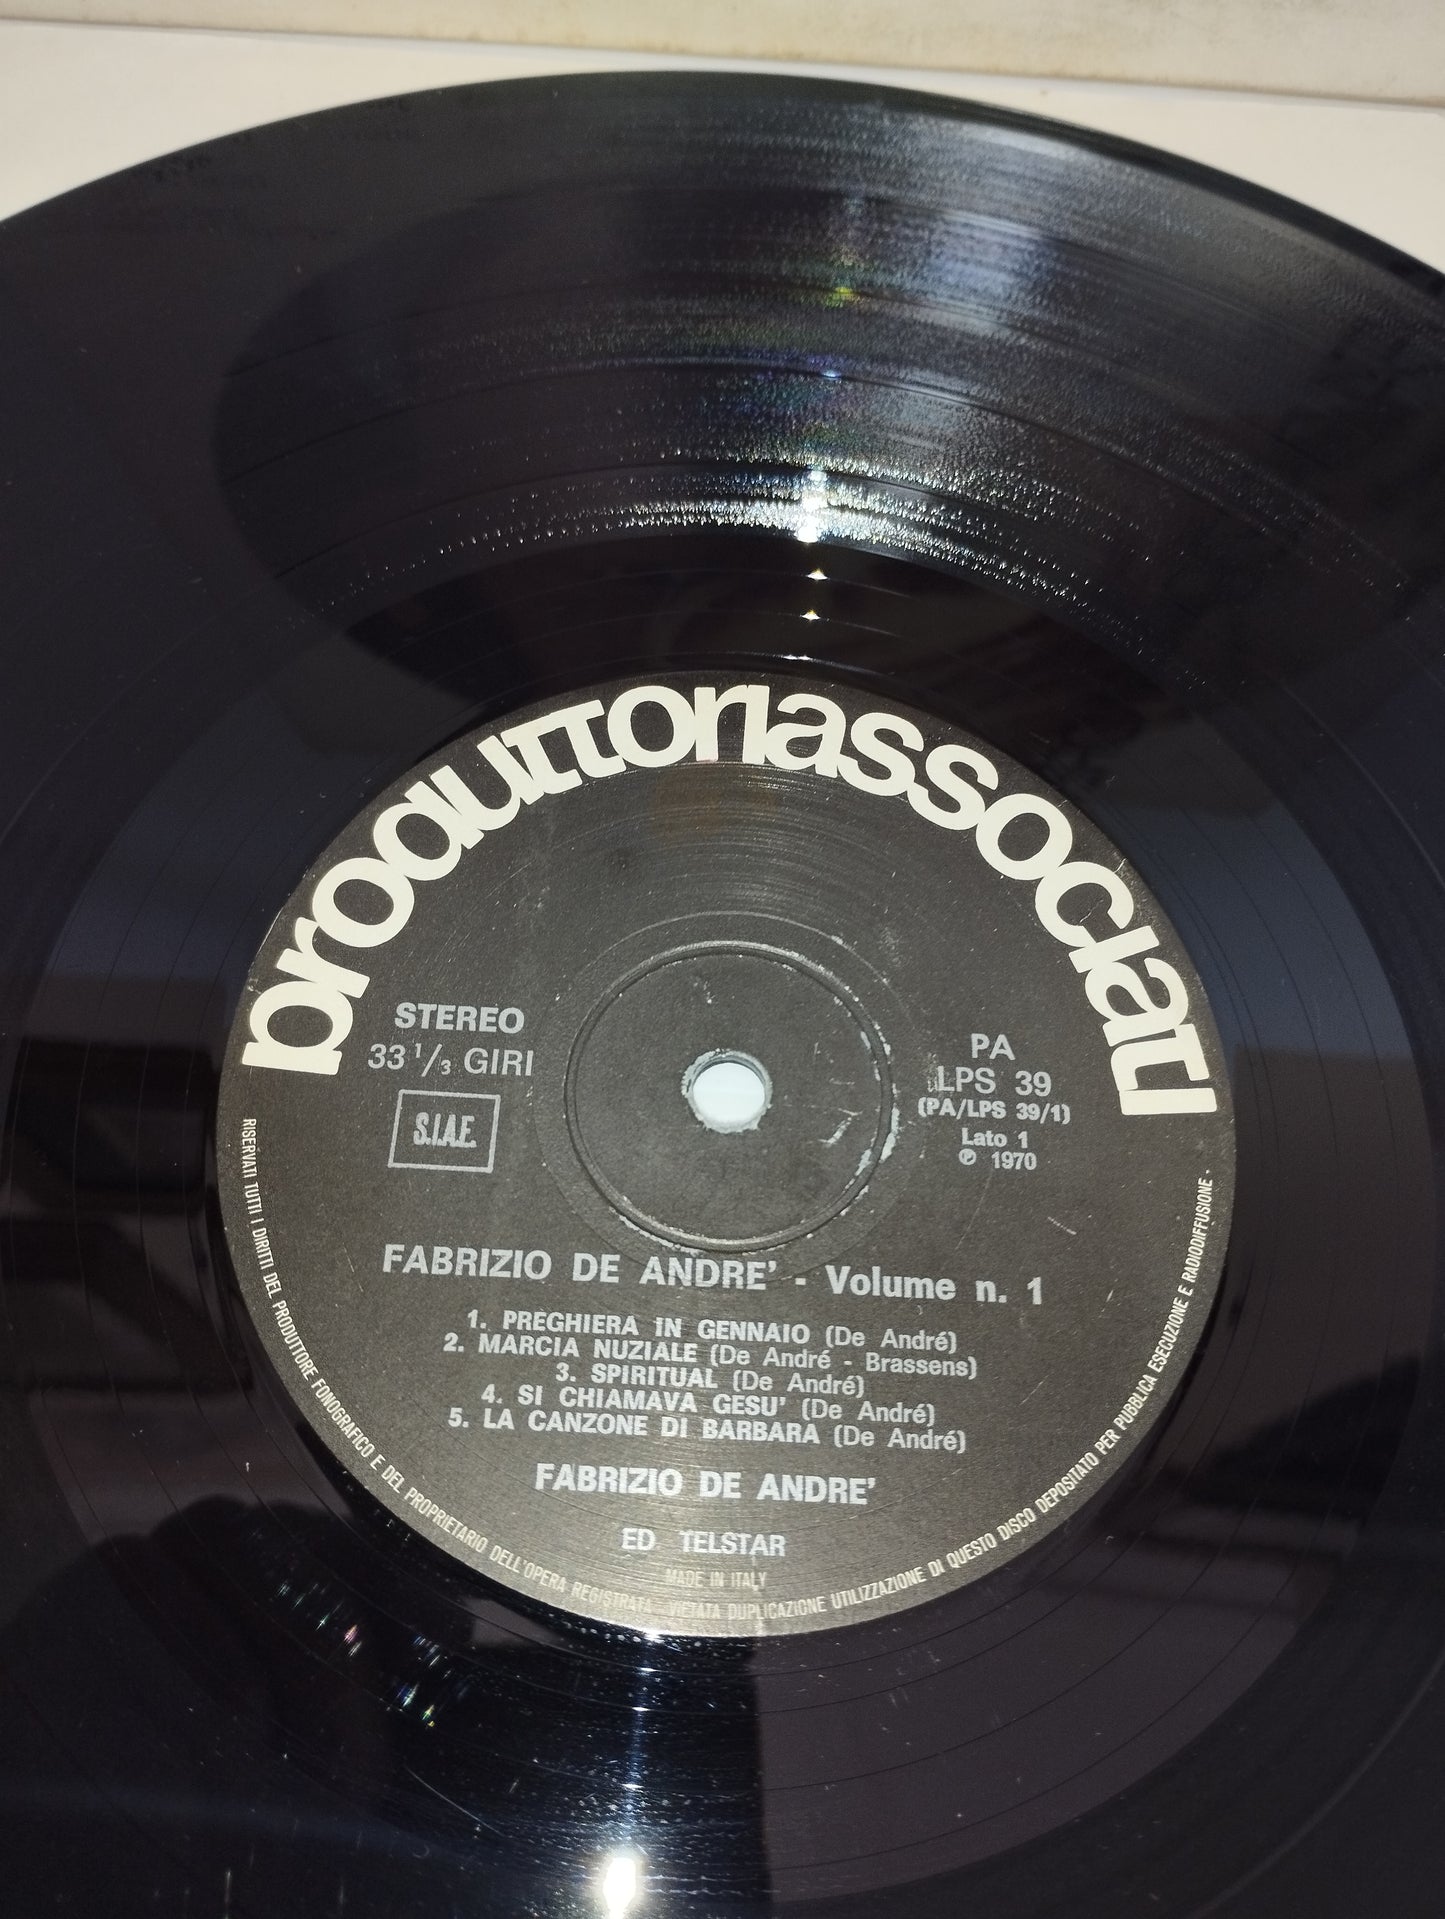 produttoriassociati
STEREO
33 1/3 GIRI
S.I.A.E.
PA
LPS 39
(PA/LPS 39/1)
Lato 1
℗ 1970
FABRIZIO DE ANDRE' - Volume n. 1
1. PREGHIERA IN GENNAIO (De André)
2. MARCIA NUZIALE (De André - Brassens)
3. SPIRITUAL (De André)
4. SI CHIAMAVA GESU' (De André)
5. LA CANZONE DI BARBARA (De André)
FABRIZIO DE ANDRE'
ED TELSTAR
MADE IN ITALY
RISERVATI TUTTI I DIRITTI DEL PRODUTTORE FONOGRAFICO E DEL PROPRIETARIO DELL'OPERA REGISTRATA - VIETATA DUPLICAZIONE UTILIZZAZIONE DI QUESTO DISCO DEPOSITATO PER PUBBLICA ESECUZIONE E RADIODIFFUSIONE -